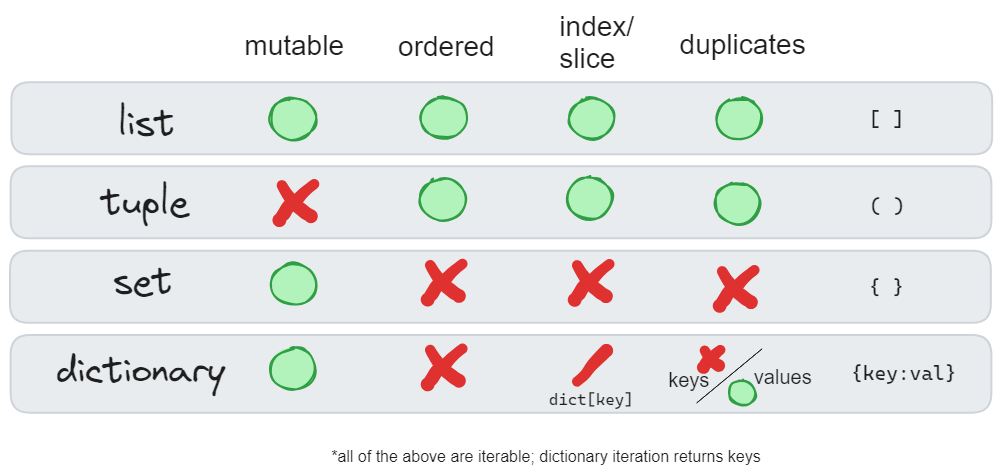 mutable ordered index/ duplicates
slice
list [ ]
tuple ( )
set { }
dictionary dict[key] keys values {key:val}
*all of the above are iterable; dictionary iteration returns keys